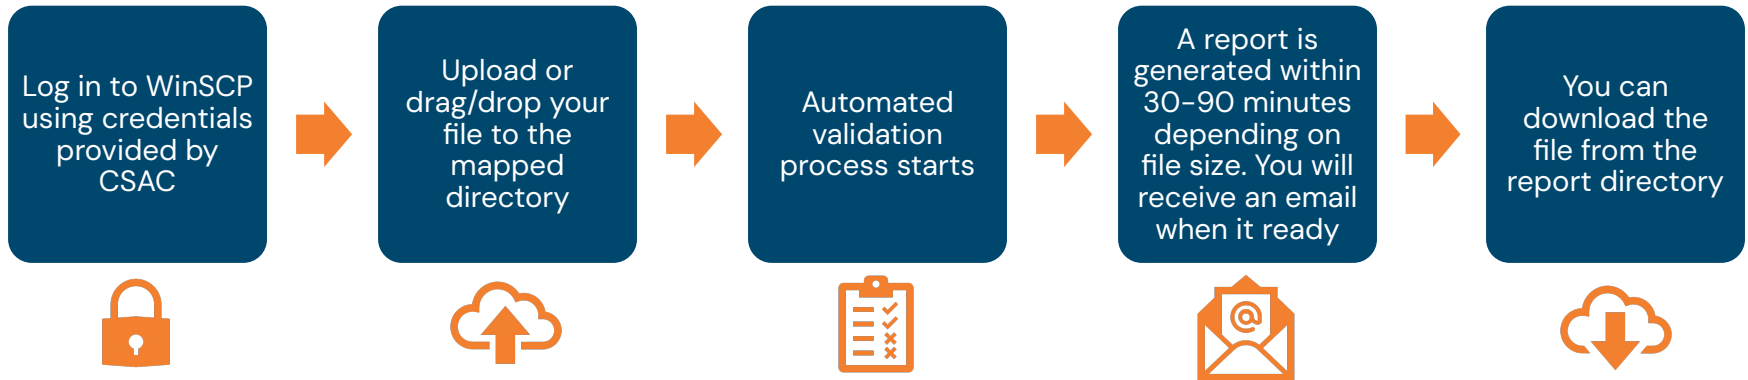 Log in to WinSCP
using credentials
provided by
CSAC
Upload or
drag/drop your
file to the
mapped
directory
Automated
validation
process starts
A report is
generated within
30-90 minutes
depending on
file size. You will
receive an email
when it ready
You can
download the
file from the
report directory
@